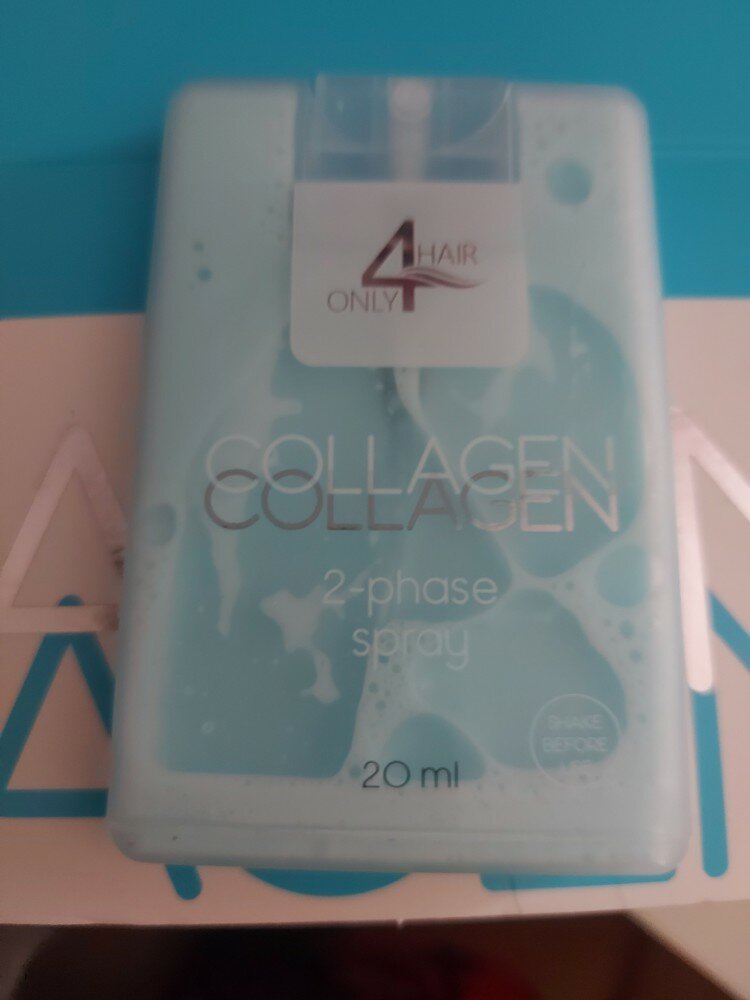 ONLY 4 HAIR
COLLAGEN
COLLAGEN
2-phase
spray
20 ml
SHAKE
BEFORE